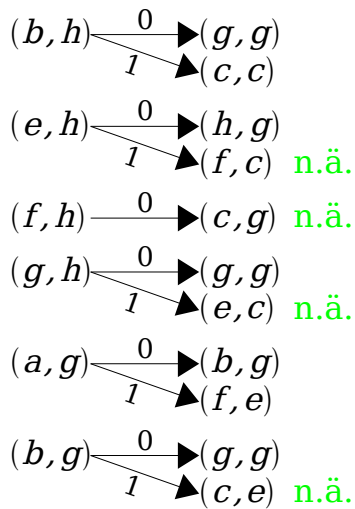 (b,h) 0 (g,g)
1 (c,c)
(e,h) 0 (h,g)
1 (f,c) n.ä.
(f,h) 0 (c,g) n.ä.
(g,h) 0 (g,g)
1 (e,c) n.ä.
(a,g) 0 (b,g)
1 (f,e)
(b,g) 0 (g,g)
1 (c,e) n.ä.